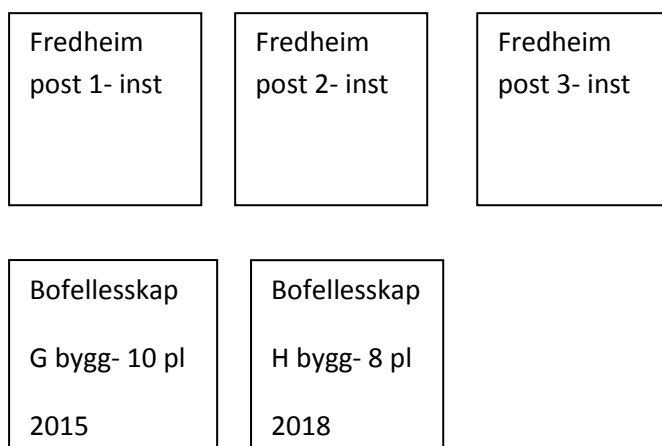 Fredheim
post 1- inst
Fredheim
post 2- inst
Fredheim
post 3- inst
Bofellesskap
G bygg- 10 pl
2015
Bofellesskap
H bygg- 8 pl
2018